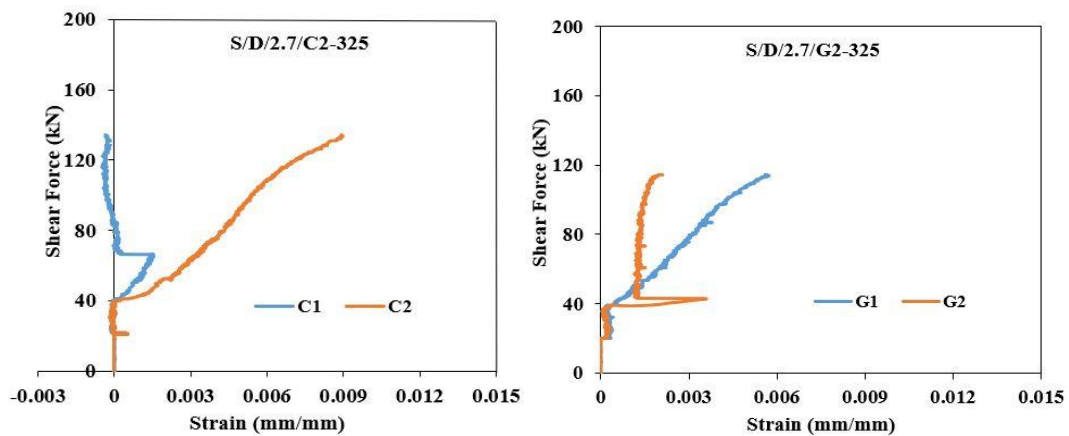 S/D/2.7/C2-325
Shear Force (kN)
200
160
120
80
40
0
C1 C2
-0.003 0 0.003 0.006 0.009 0.012 0.015
Strain (mm/mm)
S/D/2.7/G2-325
Shear Force (kN)
200
160
120
80
40
0
G1 G2
0 0.003 0.006 0.009 0.012 0.015
Strain (mm/mm)